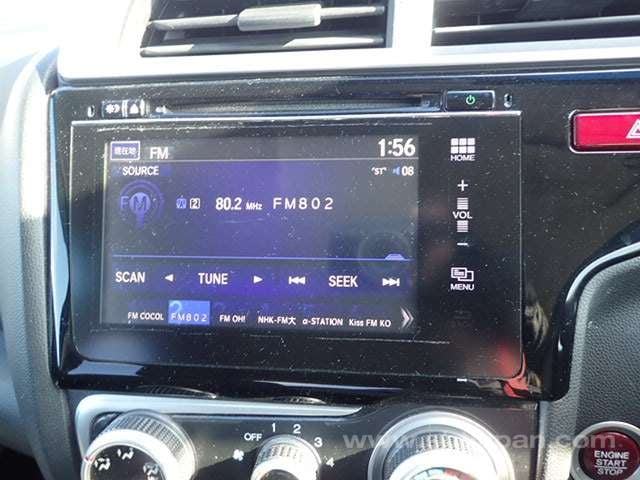 現在地 FM 1:56
HOME
SOURCE "ST" 08
FM 2 80.2 MHz FM802
+
VOL
−
SCAN TUNE SEEK
MENU
FM COCOL FM802 FM OH! NHK-FM大 α-STATION Kiss FM KO
OFF 1 2 3 4
ENGINE
START
STOP